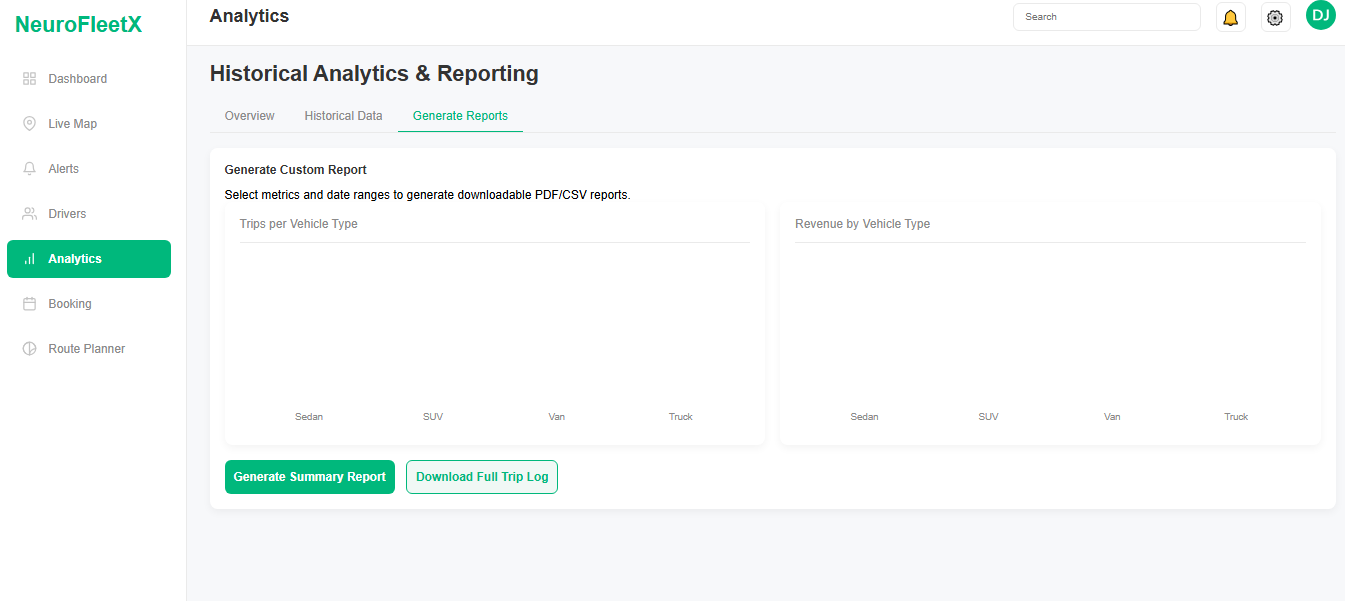 NeuroFleetX
Dashboard
Live Map
Alerts
Drivers
Analytics
Booking
Route Planner
Analytics
Search
DJ
Historical Analytics & Reporting
Overview Historical Data Generate Reports
Generate Custom Report
Select metrics and date ranges to generate downloadable PDF/CSV reports.
Trips per Vehicle Type
Sedan SUV Van Truck
Revenue by Vehicle Type
Sedan SUV Van Truck
Generate Summary Report Download Full Trip Log